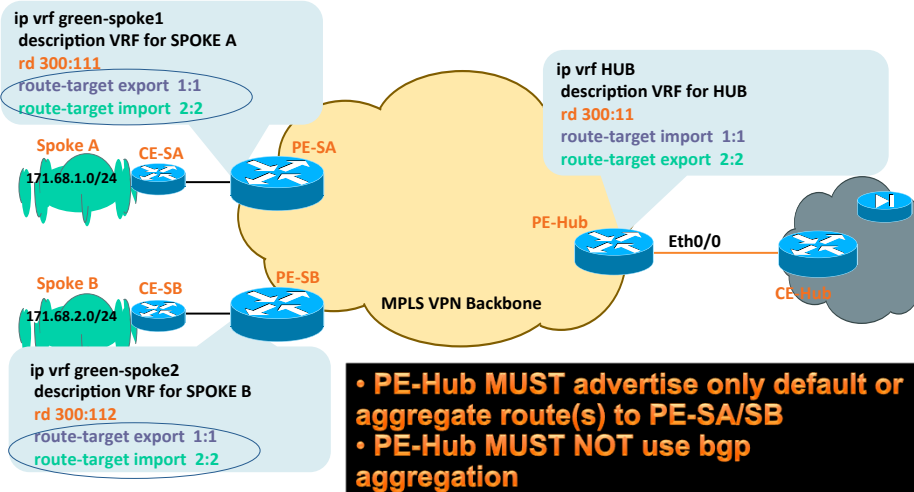 ip vrf green-spoke1
description VRF for SPOKE A
rd 300:111
route-target export 1:1
route-target import 2:2
ip vrf HUB
description VRF for HUB
rd 300:11
route-target import 1:1
route-target export 2:2
Spoke A
CE-SA
PE-SA
171.68.1.0/24
PE-Hub
Eth0/0
CE-Hub
Spoke B
CE-SB
PE-SB
171.68.2.0/24
MPLS VPN Backbone
ip vrf green-spoke2
description VRF for SPOKE B
rd 300:112
route-target export 1:1
route-target import 2:2
• PE-Hub MUST advertise only default or
aggregate route(s) to PE-SA/SB
• PE-Hub MUST NOT use bgp
aggregation